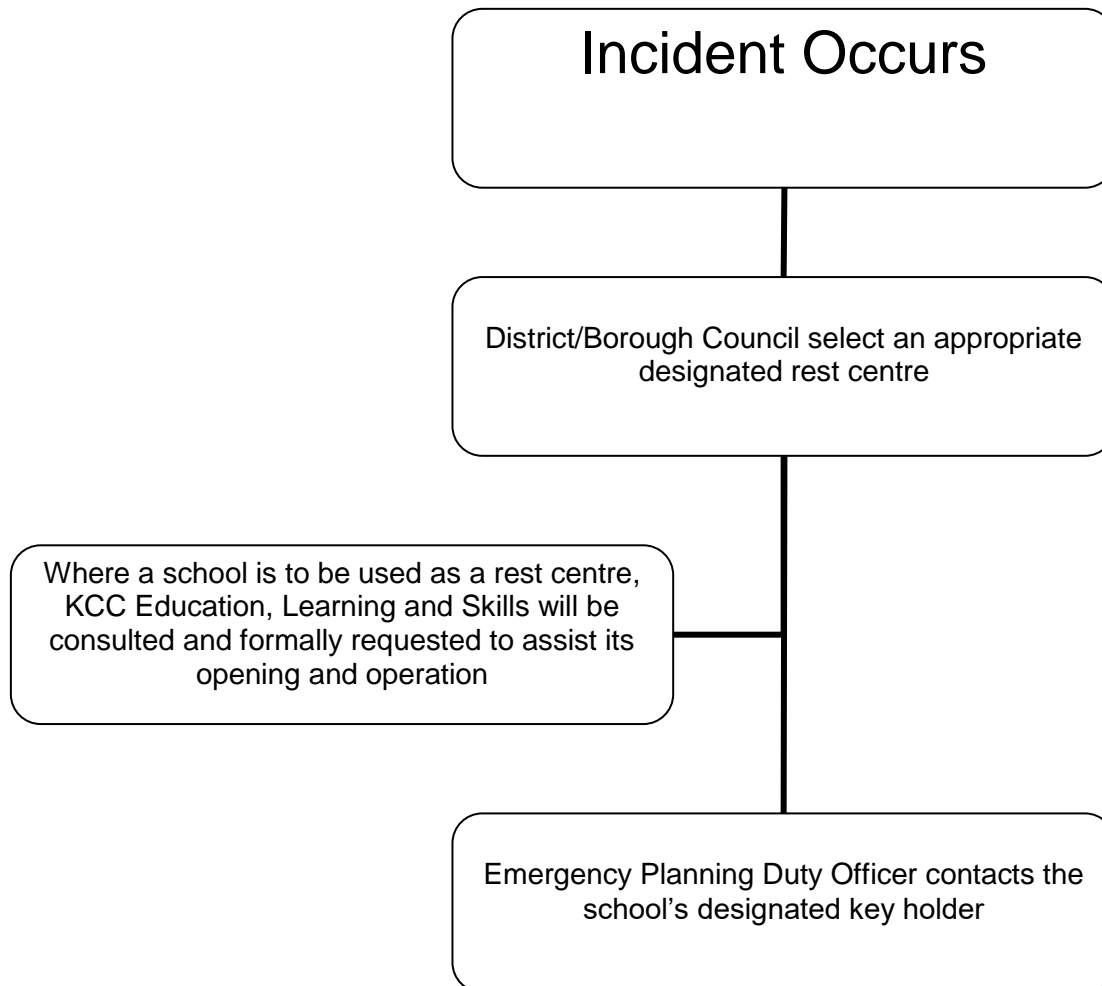 Incident Occurs
District/Borough Council select an appropriate
designated rest centre
Where a school is to be used as a rest centre,
KCC Education, Learning and Skills will be
consulted and formally requested to assist its
opening and operation
Emergency Planning Duty Officer contacts the
school’s designated key holder